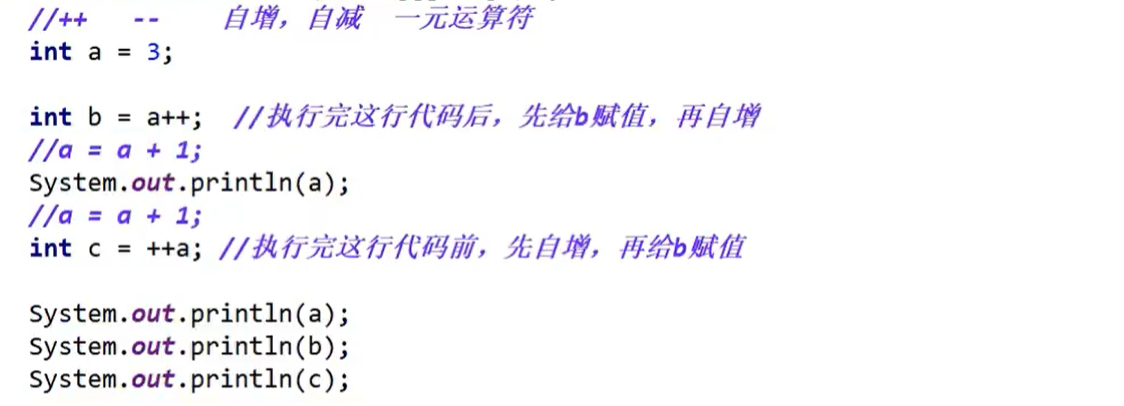 //++   --     自增，自减   一元运算符
int a = 3;
int b = a++;  //执行完这行代码后，先给b赋值，再自增
//a = a + 1;
System.out.println(a);
//a = a + 1;
int c = ++a; //执行完这行代码前，先自增，再给b赋值
System.out.println(a);
System.out.println(b);
System.out.println(c);